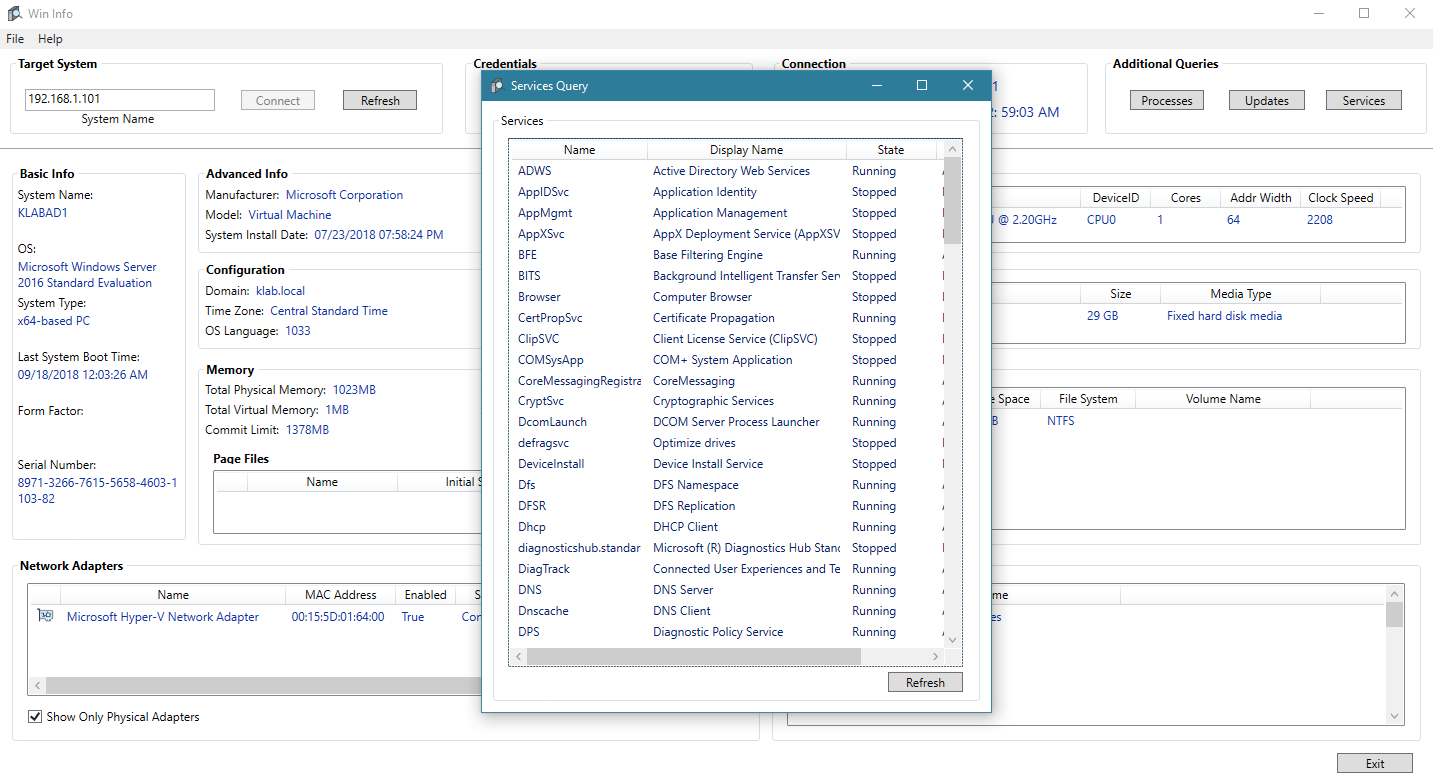 Win Info
File Help
Target System
192.168.1.101
Connect
Refresh
System Name
Credentials
Connection
1
: 59:03 AM
Additional Queries
Processes
Updates
Services
Basic Info
System Name:
KLABAD1
OS:
Microsoft Windows Server
2016 Standard Evaluation
System Type:
x64-based PC
Last System Boot Time:
09/18/2018 12:03:26 AM
Form Factor:
Serial Number:
8971-3266-7615-5658-4603-1
103-82
Advanced Info
Manufacturer: Microsoft Corporation
Model: Virtual Machine
System Install Date: 07/23/2018 07:58:24 PM
Configuration
Domain: klab.local
Time Zone: Central Standard Time
OS Language: 1033
Memory
Total Physical Memory: 1023MB
Total Virtual Memory: 1MB
Commit Limit: 1378MB
Page Files
Name Initial S
Services Query
Services
Name Display Name State
ADWS Active Directory Web Services Running
AppIDSvc Application Identity Stopped
AppMgmt Application Management Stopped
AppXSvc AppX Deployment Service (AppXSV Stopped
BFE Base Filtering Engine Running
BITS Background Intelligent Transfer Ser Stopped
Browser Computer Browser Stopped
CertPropSvc Certificate Propagation Running
ClipSVC Client License Service (ClipSVC) Stopped
COMSysApp COM+ System Application Stopped
CoreMessagingRegistra CoreMessaging Running
CryptSvc Cryptographic Services Running
DcomLaunch DCOM Server Process Launcher Running
defragsvc Optimize drives Stopped
DeviceInstall Device Install Service Stopped
Dfs DFS Namespace Running
DFSR DFS Replication Running
Dhcp DHCP Client Running
diagnosticshub.standar Microsoft (R) Diagnostics Hub Stan Stopped
DiagTrack Connected User Experiences and Te Running
DNS DNS Server Running
Dnscache DNS Client Running
DPS Diagnostic Policy Service Running
Refresh
DeviceID Cores Addr Width Clock Speed
@ 2.20GHz CPU0 1 64 2208
Size Media Type
29 GB Fixed hard disk media
e Space File System Volume Name
B NTFS
Network Adapters
Name MAC Address Enabled S
Microsoft Hyper-V Network Adapter 00:15:5D:01:64:00 True Con
Show Only Physical Adapters
me
es
Exit